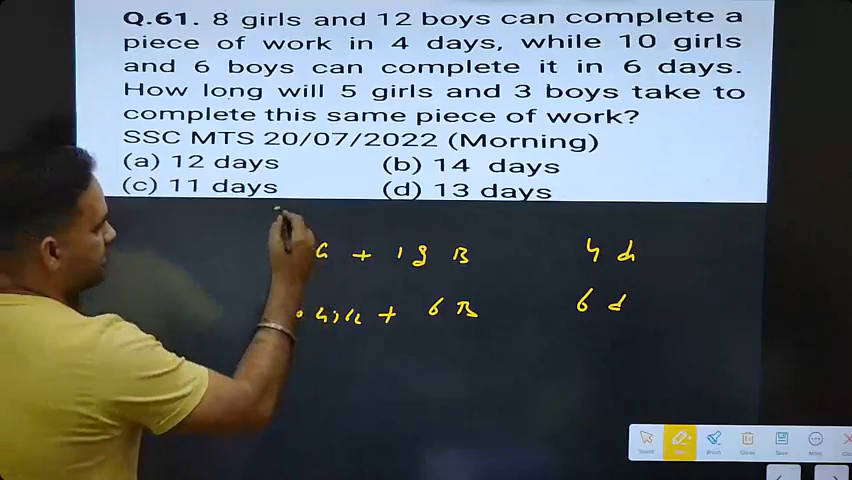 Q.61. 8 girls and 12 boys can complete a
piece of work in 4 days, while 10 girls
and 6 boys can complete it in 6 days.
How long will 5 girls and 3 boys take to
complete this same piece of work?
SSC MTS 20/07/2022 (Morning)
(a) 12 days (b) 14 days
(c) 11 days (d) 13 days
G + 12 B 4 d
+ 6 B 6 d